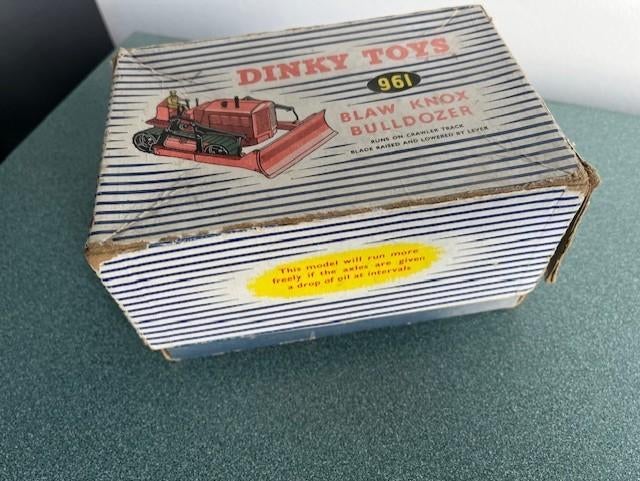 DINKY TOYS
961
BLAW KNOX
BULLDOZER
RUNS ON CRAWLER TRACK
BLADE RAISED AND LOWERED BY LEVER
This model will run more
freely if the axles are given
a drop of oil at intervals